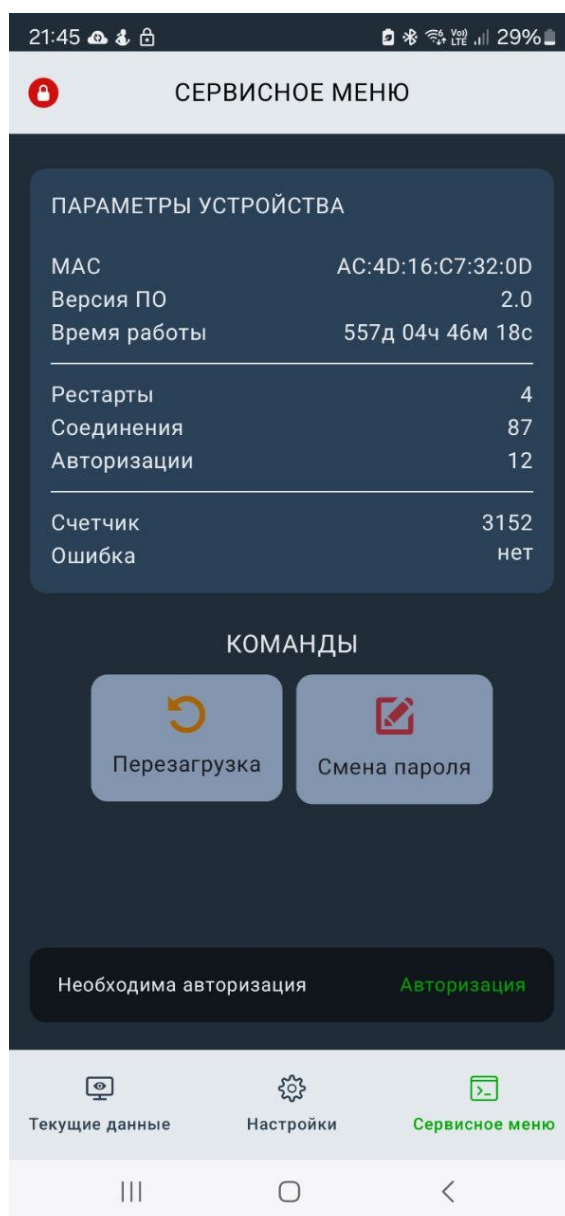 21:45 29%
СЕРВИСНОЕ МЕНЮ
ПАРАМЕТРЫ УСТРОЙСТВА
MAC AC:4D:16:C7:32:0D
Версия ПО 2.0
Время работы 557д 04ч 46м 18с
Рестарты 4
Соединения 87
Авторизации 12
Счетчик 3152
Ошибка нет
КОМАНДЫ
Перезагрузка Смена пароля
Необходима авторизация Авторизация
Текущие данные Настройки Сервисное меню